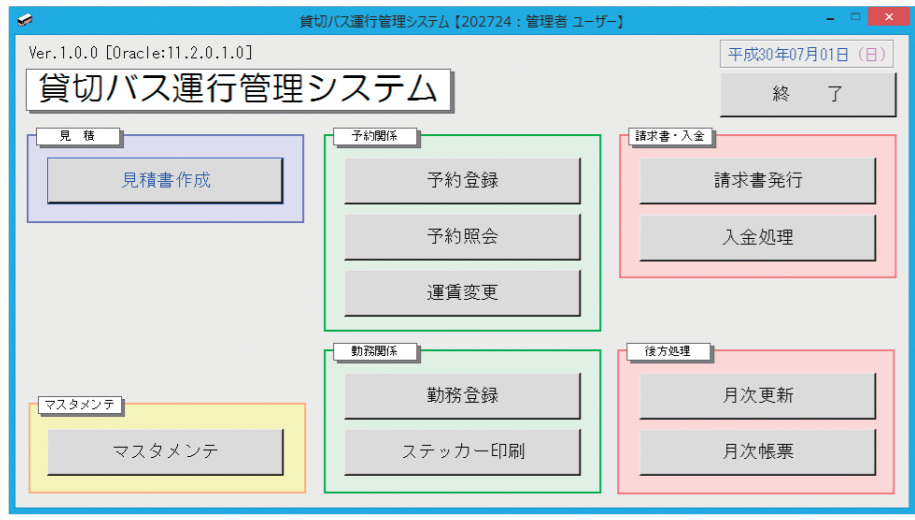 貸切バス運行管理システム【202724：管理者 ユーザー】
Ver.1.0.0 [Oracle:11.2.0.1.0]
平成30年07月01日（日）
貸切バス運行管理システム
終 了
見 積
見積書作成
予約関係
予約登録
予約照会
運賃変更
請求書・入金
請求書発行
入金処理
マスタメンテ
マスタメンテ
勤務関係
勤務登録
ステッカー印刷
後方処理
月次更新
月次帳票